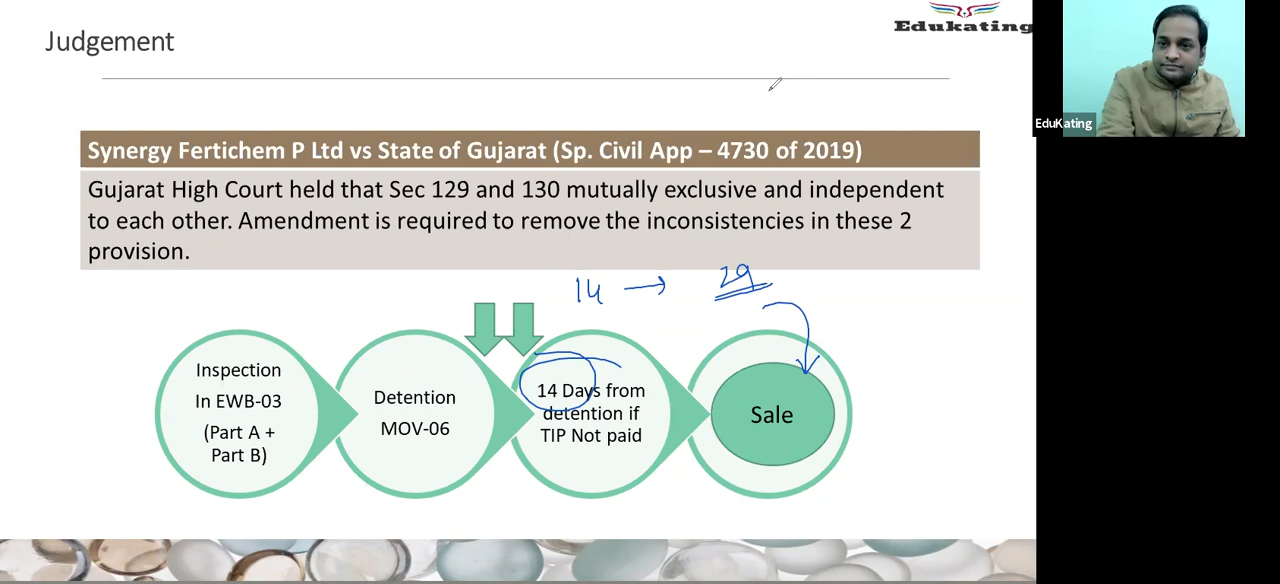 Edukating
Judgement
EduKating
Synergy Fertichem P Ltd vs State of Gujarat (Sp. Civil App – 4730 of 2019)
Gujarat High Court held that Sec 129 and 130 mutually exclusive and independent
to each other. Amendment is required to remove the inconsistencies in these 2
provision.
14 → 29
Inspection
In EWB-03
(Part A +
Part B)
Detention
MOV-06
14 Days from
detention if
TIP Not paid
Sale